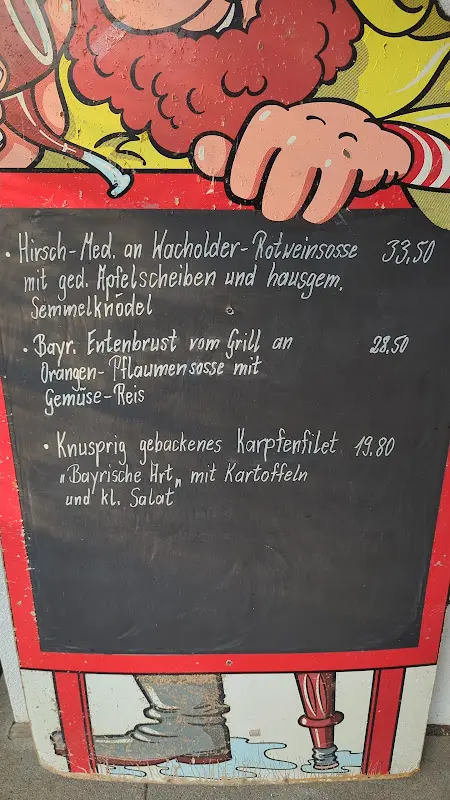 • Hirsch-Med. an Wacholder-Rotweinsosse 33,50
mit ged. Apfelscheiben und hausgem.
Semmelknödel
• Bayr. Entenbrust vom Grill an 28,50
Orangen-Pflaumensosse mit
Gemüse-Reis
• Knusprig gebackenes Karpfenfilet 19,80
„Bayrische Art„ mit Kartoffeln
und kl. Salat